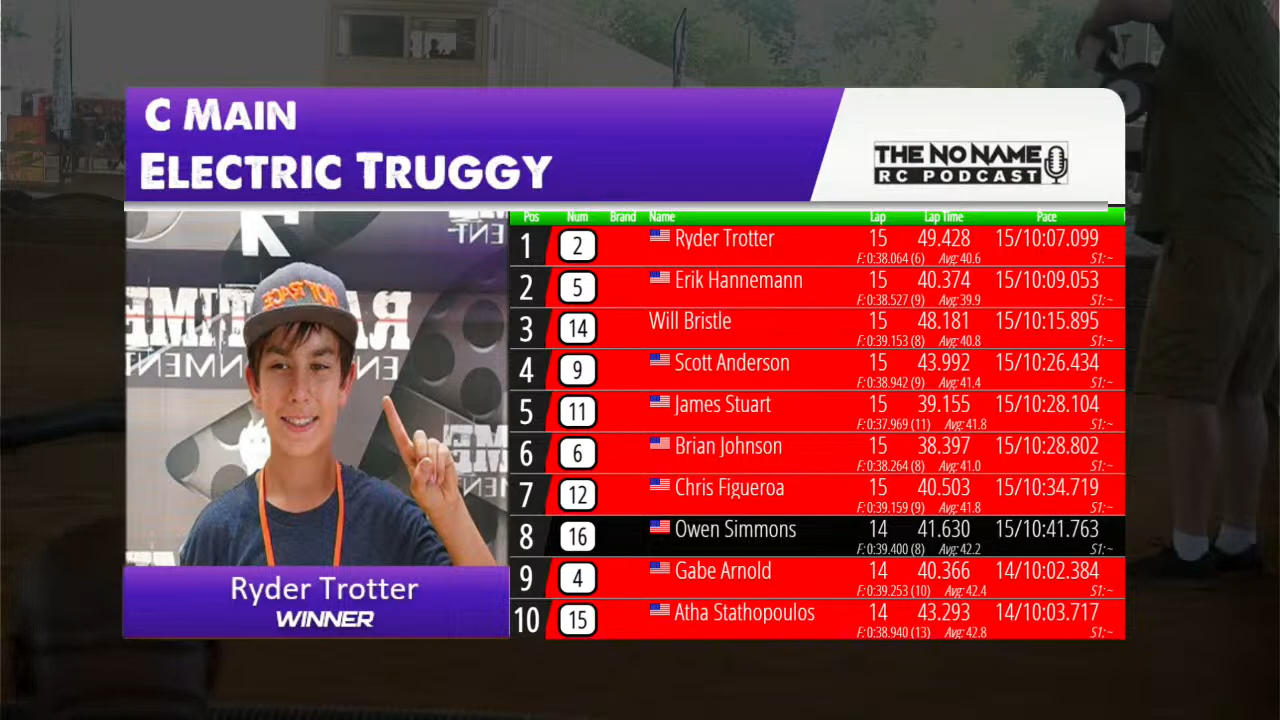 C MAIN
ELECTRIC TRUGGY
THE NO NAME
RC PODCAST
Pos Num Brand Name Lap Lap Time Pace
1 2 Ryder Trotter 15 49.428 15/10:07.099
F:0:38.064 (6) Avg:40.6 S1:~
2 5 Erik Hannemann 15 40.374 15/10:09.053
F:0:38.527 (9) Avg:39.9 S1:~
3 14 Will Bristle 15 48.181 15/10:15.895
F:0:39.153 (8) Avg:40.8 S1:~
4 9 Scott Anderson 15 43.992 15/10:26.434
F:0:38.942 (9) Avg:41.4 S1:~
5 11 James Stuart 15 39.155 15/10:28.104
F:0:37.969 (11) Avg:41.8 S1:~
6 6 Brian Johnson 15 38.397 15/10:28.802
F:0:38.264 (8) Avg:41.0 S1:~
7 12 Chris Figueroa 15 40.503 15/10:34.719
F:0:39.159 (9) Avg:41.8 S1:~
8 16 Owen Simmons 14 41.630 15/10:41.763
F:0:39.400 (8) Avg:42.2 S1:~
9 4 Gabe Arnold 14 40.366 14/10:02.384
F:0:39.253 (10) Avg:42.4 S1:~
10 15 Atha Stathopoulos 14 43.293 14/10:03.717
F:0:38.940 (13) Avg:42.8 S1:~
Ryder Trotter
WINNER